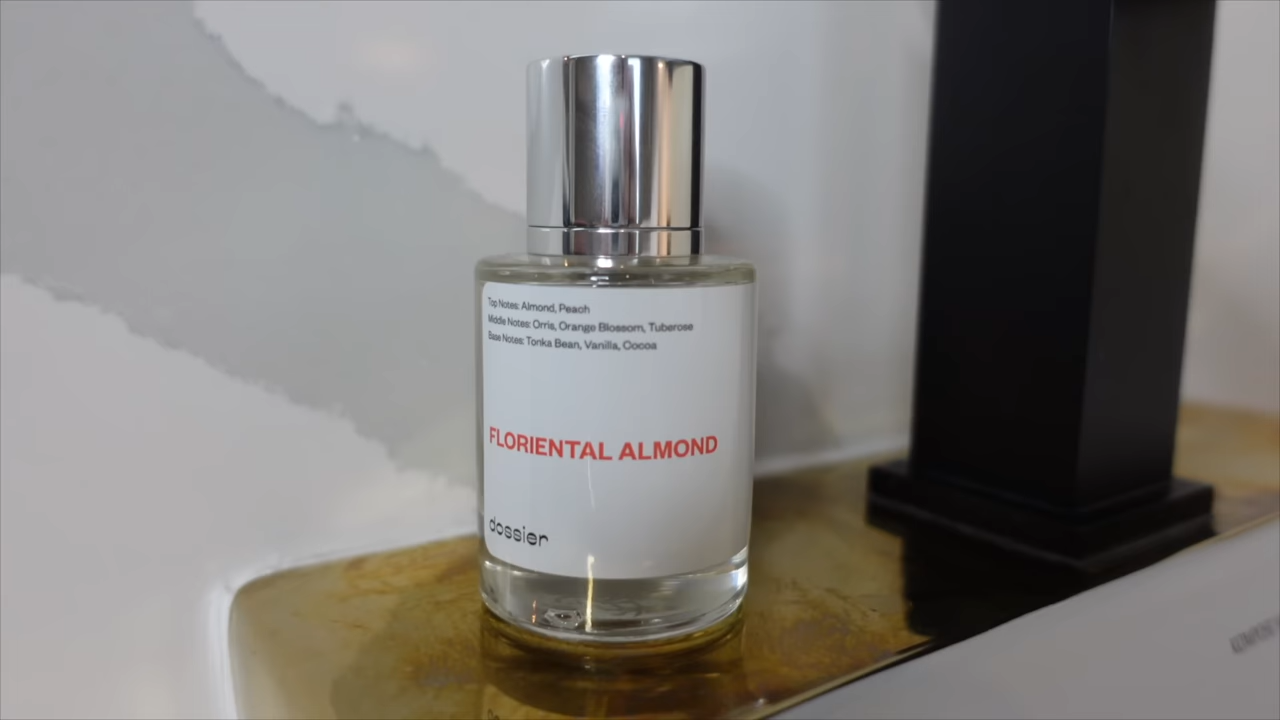 Top Notes: Almond, Peach
Middle Notes: Orris, Orange Blossom, Tuberose
Base Notes: Tonka Bean, Vanilla, Cocoa
FLORIENTAL ALMOND
dossier